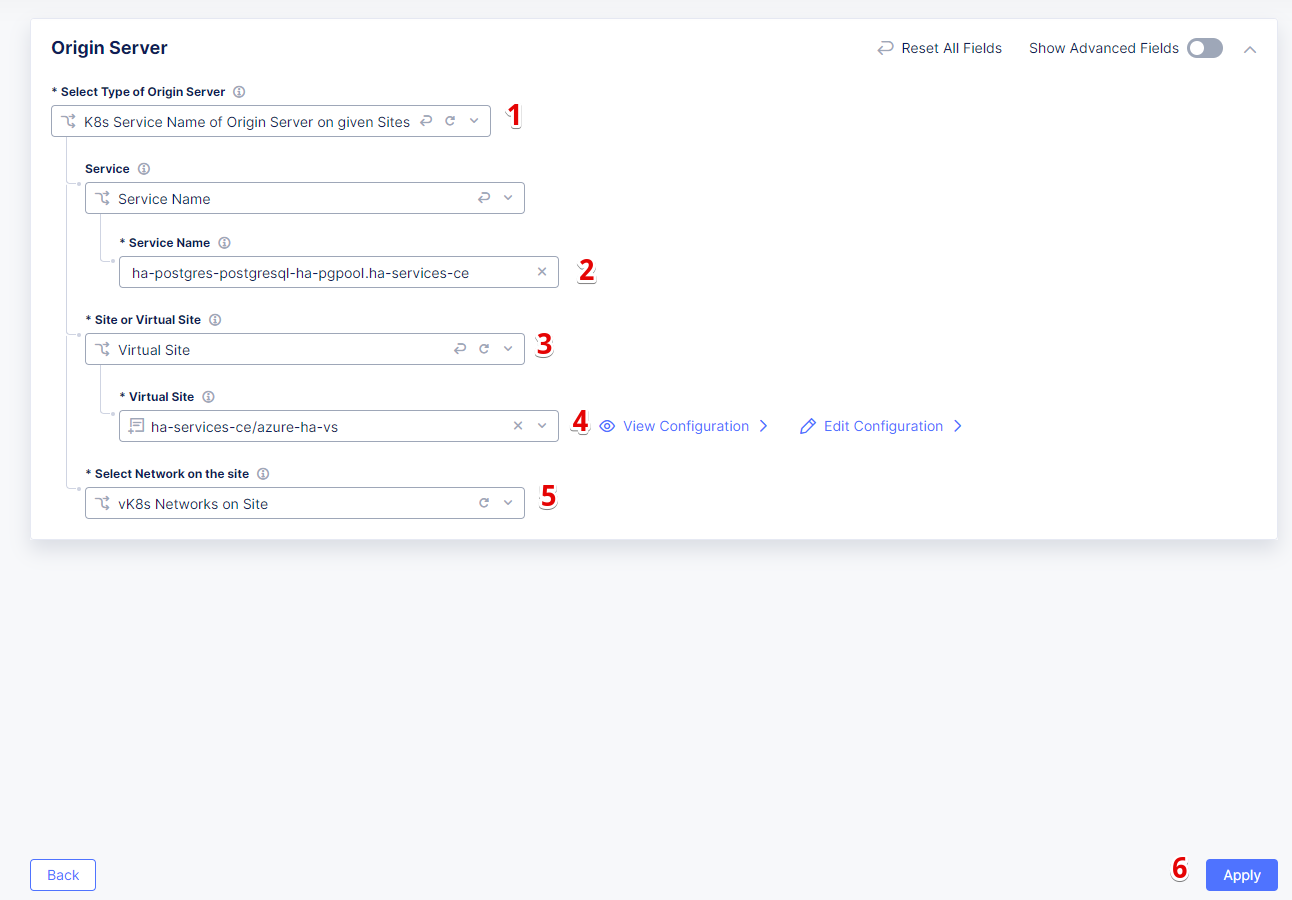 Origin Server
Reset All Fields
Show Advanced Fields
* Select Type of Origin Server
K8s Service Name of Origin Server on given Sites
1
Service
Service Name
* Service Name
ha-postgres-postgresql-ha-pgpool.ha-services-ce
2
* Site or Virtual Site
Virtual Site
3
* Virtual Site
ha-services-ce/azure-ha-vs
4
View Configuration
Edit Configuration
* Select Network on the site
vK8s Networks on Site
5
Back
6
Apply